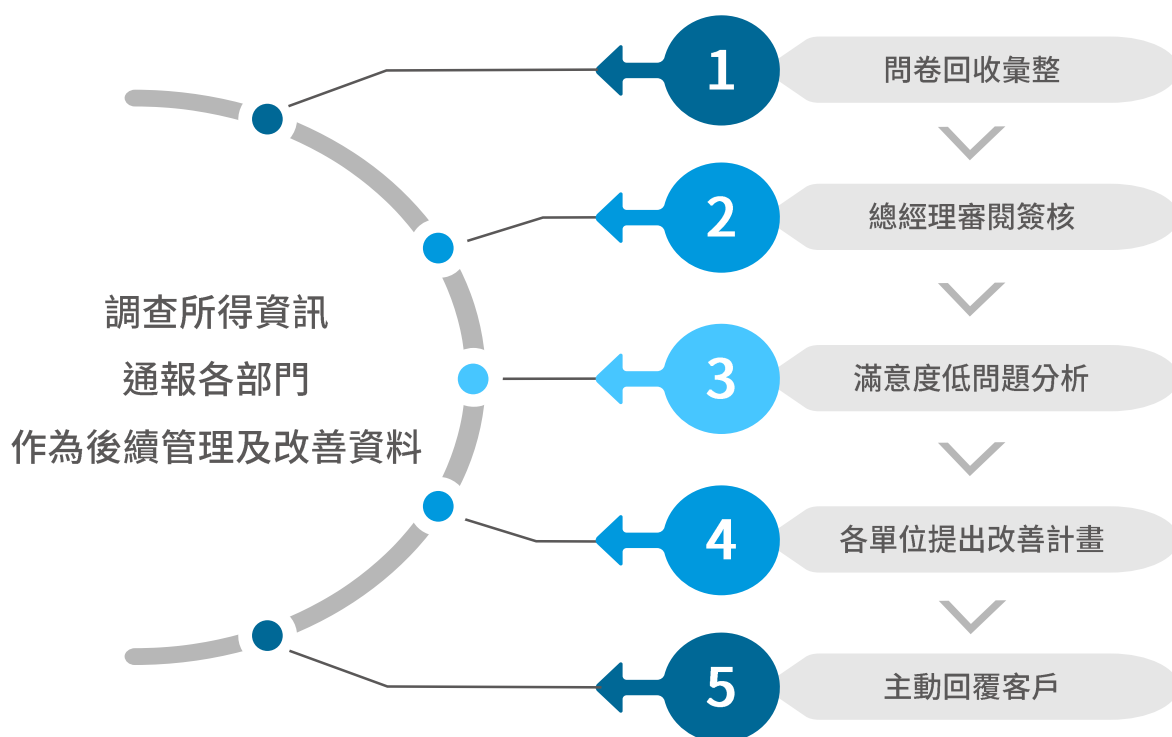 調查所得資訊
通報各部門
作為後續管理及改善資料
1
問卷回收彙整
2
總經理審閱簽核
3
滿意度低問題分析
4
各單位提出改善計畫
5
主動回覆客戶